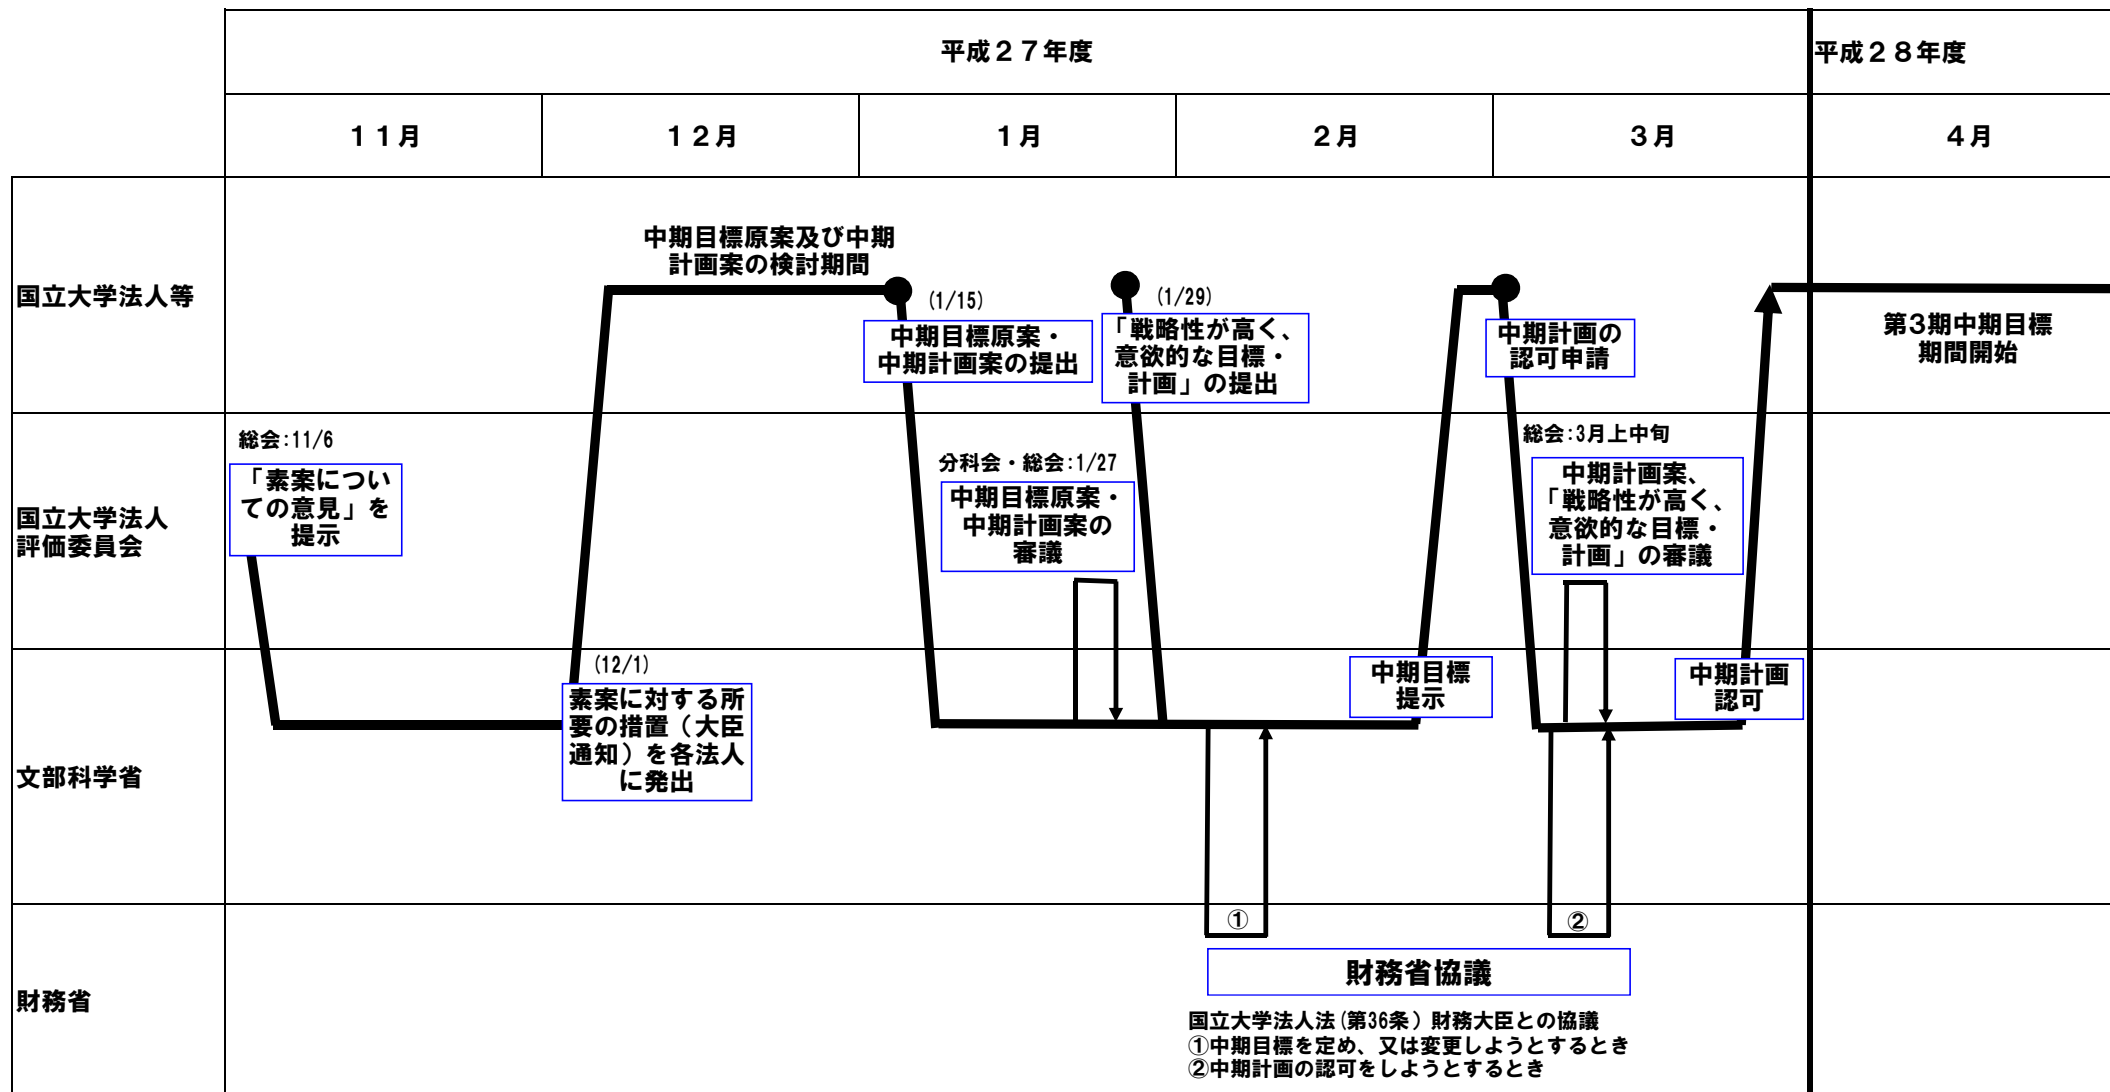 平成２７年度
平成２８年度
１１月
１２月
１月
２月
３月
４月
国立大学法人等
中期目標原案及び中期
計画案の検討期間
(1/15)
中期目標原案・
中期計画案の提出
(1/29)
「戦略性が高く、
意欲的な目標・
計画」の提出
中期計画の
認可申請
第3期中期目標
期間開始
国立大学法人
評価委員会
総会:11/6
「素案につい
ての意見」を
提示
分科会・総会:1/27
中期目標原案・
中期計画案の
審議
総会:3月上中旬
中期計画案、
「戦略性が高く、
意欲的な目標・
計画」の審議
文部科学省
(12/1)
素案に対する所
要の措置（大臣
通知）を各法人
に発出
中期目標
提示
中期計画
認可
財務省
①
②
財務省協議
国立大学法人法(第36条）財務大臣との協議
①中期目標を定め、又は変更しようとするとき
②中期計画の認可をしようとするとき